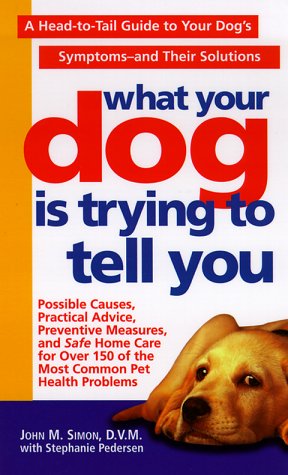 A Head-to-Tail Guide to Your Dog's
Symptoms–and Their Solutions
what your
dog
is trying to
tell you
Possible Causes,
Practical Advice,
Preventive Measures,
and Safe Home Care
for Over 150 of the
Most Common Pet
Health Problems
JOHN M. SIMON, D.V.M.
with Stephanie Pedersen